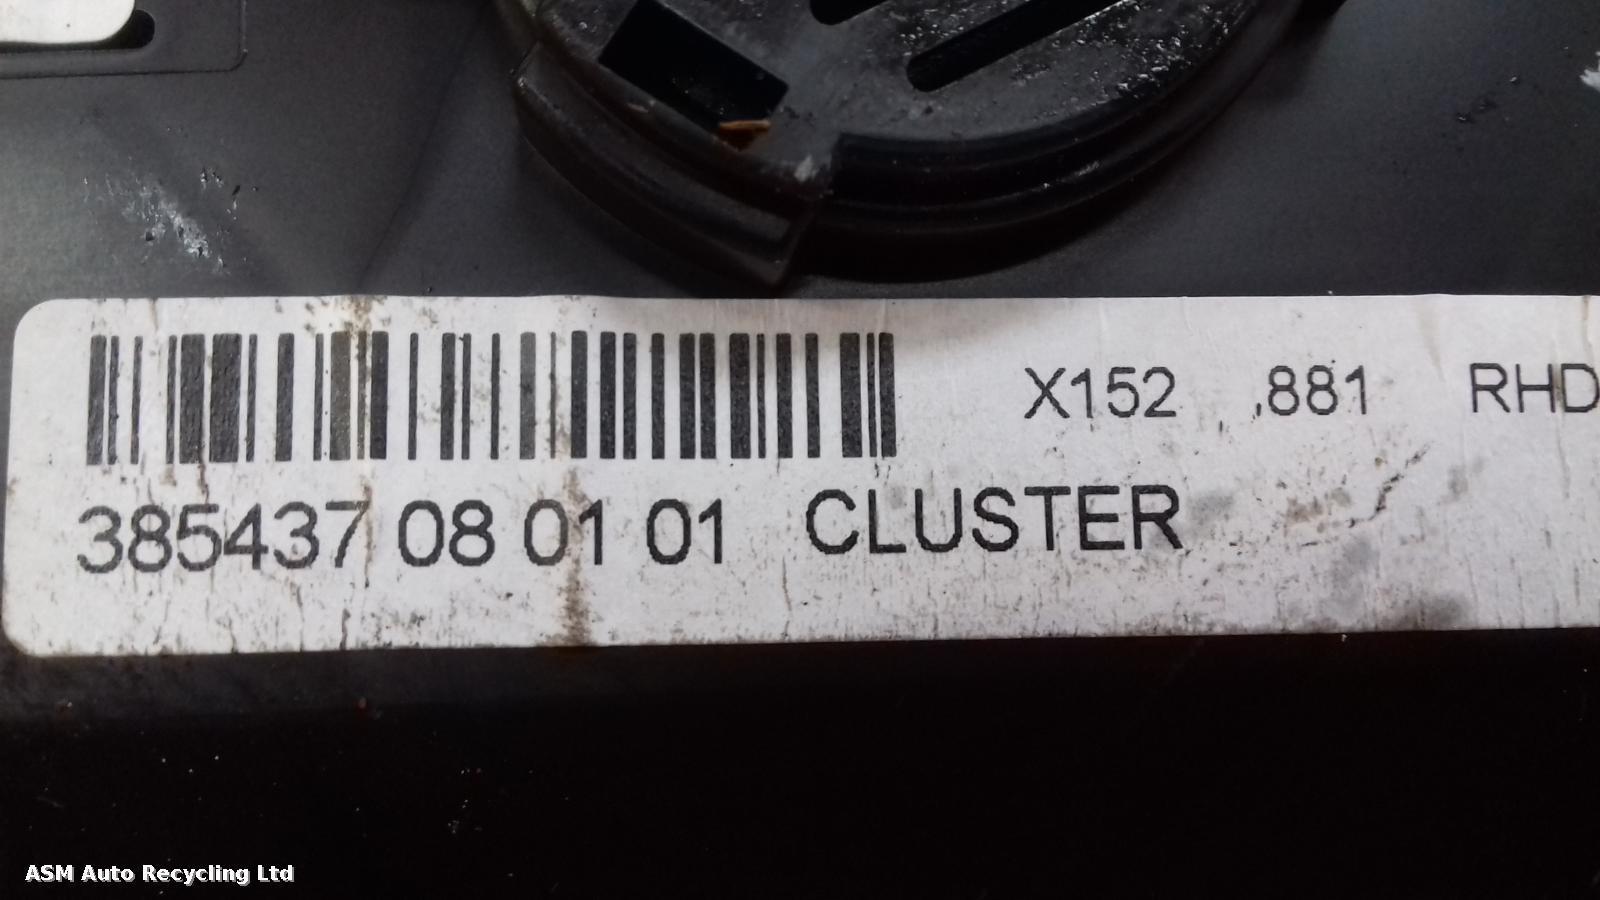 X152 .881 RHD
385437 08 01 01 CLUSTER
ASM Auto Recycling Ltd